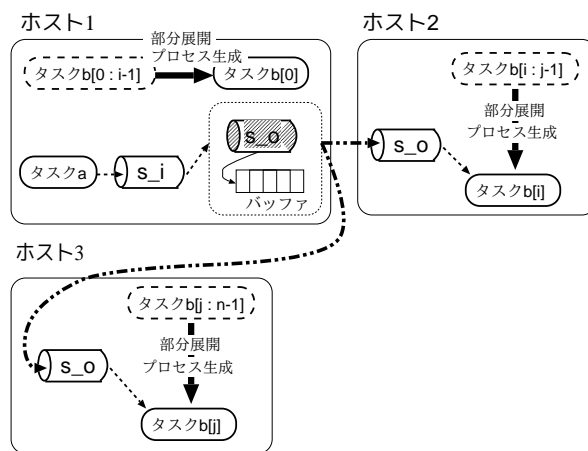 ホスト1
部分展開
プロセス生成
タスクb[0 : i-1]
タスクb[0]
s_o
タスクa
s_i
バッファ
ホスト2
タスクb[i : j-1]
部分展開
プロセス生成
s_o
タスクb[i]
ホスト3
タスクb[j : n-1]
部分展開
プロセス生成
s_o
タスクb[j]